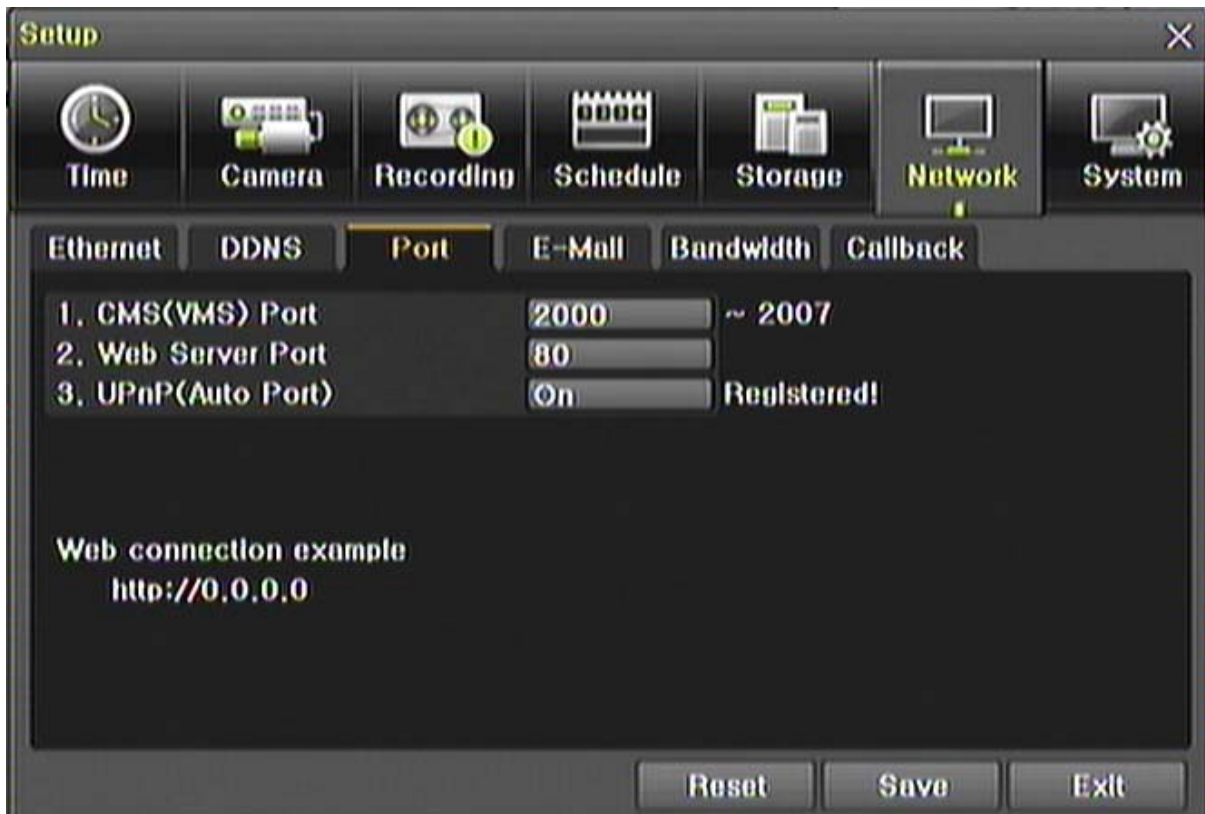 Setup
Time Camera Recording Schedule Storage Network System
Ethernet DDNS Port E-Mail Bandwidth Callback
1. CMS(VMS) Port 2000 ~ 2007
2. Web Server Port 80
3. UPnP(Auto Port) On Registered!
Web connection example
http://0.0.0.0
Reset Save Exit